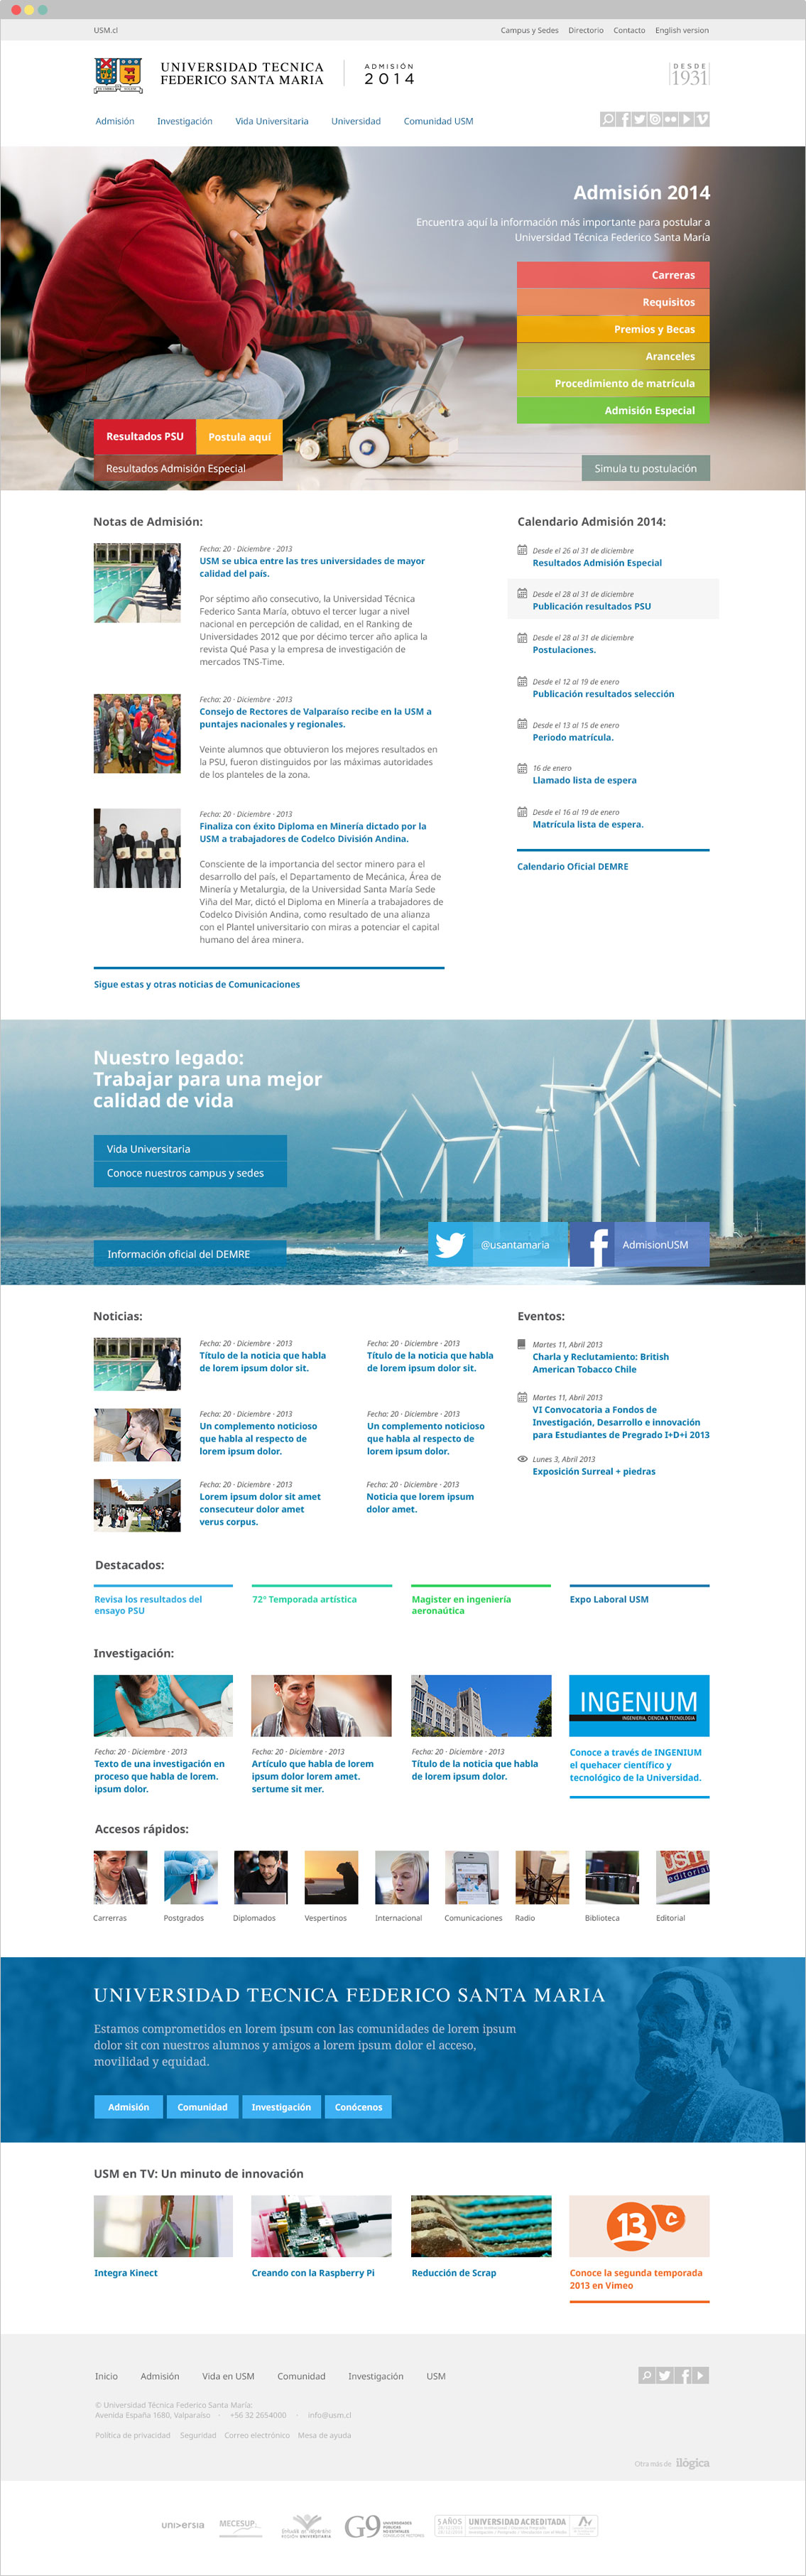 USM.cl
Campus y Sedes Directorio Contacto English version
UNIVERSIDAD TECNICA
FEDERICO SANTA MARIA
ADMISIÓN
2014
DESDE
1931
Admisión Investigación Vida Universitaria Universidad Comunidad USM
Admisión 2014
Encuentra aquí la información más importante para postular a
Universidad Técnica Federico Santa María
Carreras
Requisitos
Premios y Becas
Aranceles
Procedimiento de matrícula
Admisión Especial
Resultados PSU
Postula aquí
Resultados Admisión Especial
Simula tu postulación
Notas de Admisión:
Fecha: 20 · Diciembre · 2013
USM se ubica entre las tres universidades de mayor
calidad del país.
Por séptimo año consecutivo, la Universidad Técnica
Federico Santa María, obtuvo el tercer lugar a nivel
nacional en percepción de calidad, en el Ranking de
Universidades 2012 que por décimo tercer año aplica la
revista Qué Pasa y la empresa de investigación de
mercados TNS-Time.
Fecha: 20 · Diciembre · 2013
Consejo de Rectores de Valparaíso recibe en la USM a
puntajes nacionales y regionales.
Veinte alumnos que obtuvieron los mejores resultados en
la PSU, fueron distinguidos por las máximas autoridades
de los planteles de la zona.
Fecha: 20 · Diciembre · 2013
Finaliza con éxito Diploma en Minería dictado por la
USM a trabajadores de Codelco División Andina.
Consciente de la importancia del sector minero para el
desarrollo del país, el Departamento de Mecánica, Área de
Minería y Metalurgia, de la Universidad Santa María Sede
Viña del Mar, dictó el Diploma en Minería a trabajadores de
Codelco División Andina, como resultado de una alianza
con el Plantel universitario con miras a potenciar el capital
humano del área minera.
Sigue estas y otras noticias de Comunicaciones
Calendario Admisión 2014:
Desde el 26 al 31 de diciembre
Resultados Admisión Especial
Desde el 28 al 31 de diciembre
Publicación resultados PSU
Desde el 28 al 31 de diciembre
Postulaciones.
Desde el 12 al 19 de enero
Publicación resultados selección
Desde el 13 al 15 de enero
Periodo matrícula.
16 de enero
Llamado lista de espera
Desde el 16 al 19 de enero
Matrícula lista de espera.
Calendario Oficial DEMRE
Nuestro legado:
Trabajar para una mejor
calidad de vida
Vida Universitaria
Conoce nuestros campus y sedes
Información oficial del DEMRE
@usantamaria
AdmisionUSM
Noticias:
Fecha: 20 · Diciembre · 2013
Título de la noticia que habla
de lorem ipsum dolor sit.
Fecha: 20 · Diciembre · 2013
Título de la noticia que habla
de lorem ipsum dolor sit.
Fecha: 20 · Diciembre · 2013
Un complemento noticioso
que habla al respecto de
lorem ipsum dolor.
Fecha: 20 · Diciembre · 2013
Un complemento noticioso
que habla al respecto de
lorem ipsum dolor.
Fecha: 20 · Diciembre · 2013
Lorem ipsum dolor sit amet
consecuteur dolor amet
verus corpus.
Fecha: 20 · Diciembre · 2013
Noticia que lorem ipsum
dolor amet.
Eventos:
Martes 11, Abril 2013
Charla y Reclutamiento: British
American Tobacco Chile
Martes 11, Abril 2013
VI Convocatoria a Fondos de
Investigación, Desarrollo e innovación
para Estudiantes de Pregrado I+D+i 2013
Lunes 3, Abril 2013
Exposición Surreal + piedras
Destacados:
Revisa los resultados del
ensayo PSU
72º Temporada artística
Magister en ingeniería
aeronaútica
Expo Laboral USM
Investigación:
Fecha: 20 · Diciembre · 2013
Texto de una investigación en
proceso que habla de lorem.
ipsum dolor.
Fecha: 20 · Diciembre · 2013
Artículo que habla de lorem
ipsum dolor lorem amet.
sertume sit mer.
Fecha: 20 · Diciembre · 2013
Título de la noticia que habla
de lorem ipsum dolor.
INGENIUM
INGENIERIA, CIENCIA & TECNOLOGIA
Conoce a través de INGENIUM
el quehacer científico y
tecnológico de la Universidad.
Accesos rápidos:
USM
editorial
Carrerras Postgrados Diplomados Vespertinos Internacional Comunicaciones Radio Biblioteca Editorial
UNIVERSIDAD TECNICA FEDERICO SANTA MARIA
Estamos comprometidos en lorem ipsum con las comunidades de lorem ipsum
dolor sit con nuestros alumnos y amigos a lorem ipsum dolor el acceso,
movilidad y equidad.
Admisión Comunidad Investigación Conócenos
USM en TV: Un minuto de innovación
13 c
Integra Kinect
Creando con la Raspberry Pi
Reducción de Scrap
Conoce la segunda temporada
2013 en Vimeo
Inicio Admisión Vida en USM Comunidad Investigación USM
© Universidad Técnica Federico Santa María:
Avenida España 1680, Valparaíso · +56 32 2654000 · info@usm.cl
Política de privacidad Seguridad Correo electrónico Mesa de ayuda
Otra más de ilógica
universia
MECESUP
REGIÓN UNIVERSITARIA
G9
UNIVERSIDADES
PÚBLICAS
NO ESTATALES
5 AÑOS
UNIVERSIDAD ACREDITADA